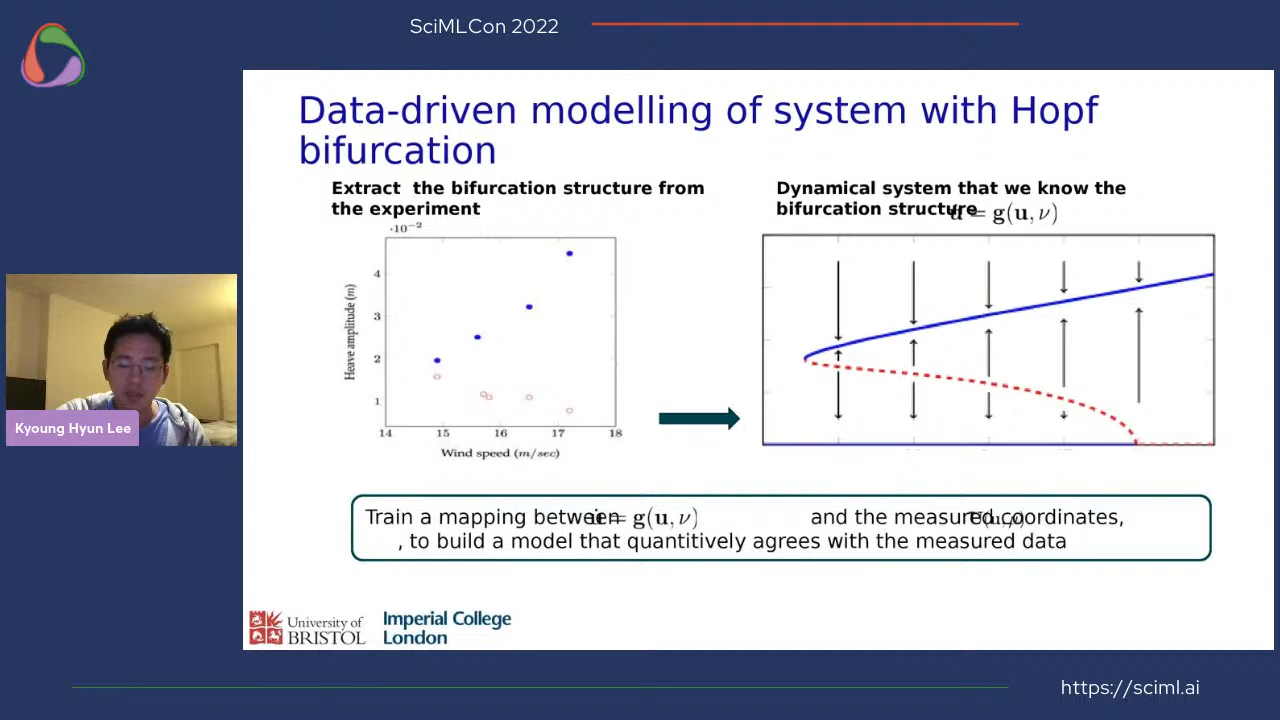 SciMLCon 2022
Data-driven modelling of system with Hopf
bifurcation
Extract the bifurcation structure from
the experiment
Dynamical system that we know the
bifurcation structure
= g(u, ν)
·10⁻²
4
3
2
1
14 15 16 17 18
Heave amplitude (m)
Wind speed (m/sec)
Kyoung Hyun Lee
Train a mapping between = g(u, ν) and the measured coordinates,
, to build a model that quantitively agrees with the measured data
University of
BRISTOL
Imperial College
London
https://sciml.ai